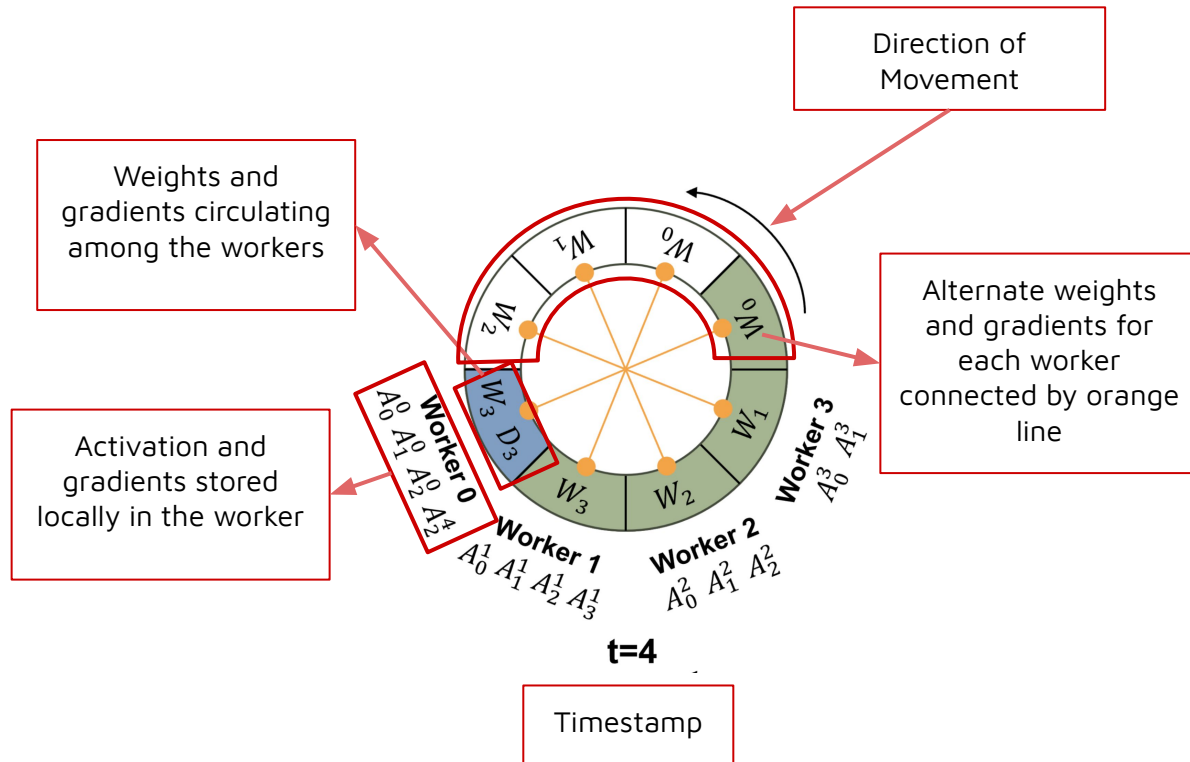 Direction of
Movement
Weights and
gradients circulating
among the workers
Alternate weights
and gradients for
each worker
connected by orange
line
Activation and
gradients stored
locally in the worker
W₂
W₁
W₀
W₀
W₃ D₃
W₃
W₂
W₁
Worker 0
A₀⁰ A₁⁰ A₂⁰ A₂⁴
Worker 1
A₀¹ A₁¹ A₂¹ A₃¹
Worker 2
A₀² A₁² A₂²
Worker 3
A₀³ A₁³
t=4
Timestamp